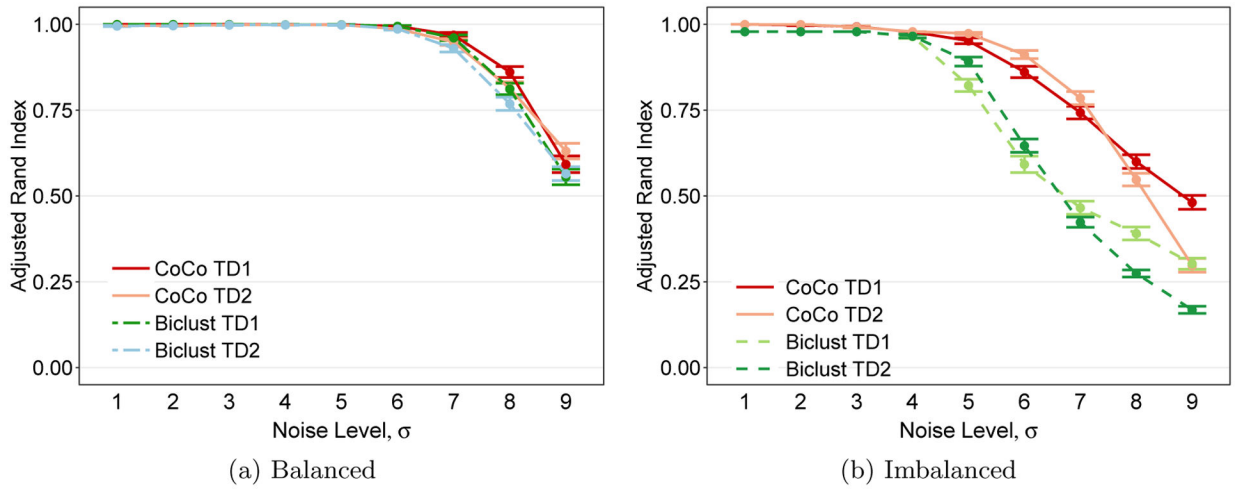 Adjusted Rand Index
1.00
0.75
0.50
0.25
0.00
CoCo TD1
CoCo TD2
Biclust TD1
Biclust TD2
1 2 3 4 5 6 7 8 9
Noise Level, σ
(a) Balanced
Adjusted Rand Index
1.00
0.75
0.50
0.25
0.00
CoCo TD1
CoCo TD2
Biclust TD1
Biclust TD2
1 2 3 4 5 6 7 8 9
Noise Level, σ
(b) Imbalanced